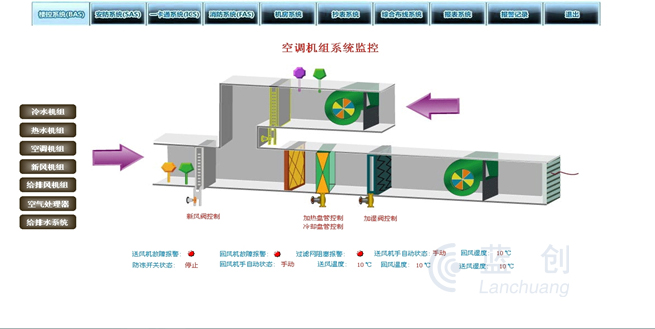 楼控系统(BAS) 安防系统(SAS) 一卡通系统(ICS) 消防系统(FAS) 机房系统 抄表系统 综合布线系统 报表系统 报警记录 退出
空调机组系统监控
冷水机组
热水机组
空调机组
新风机组
给排风机组
空气处理器
给排水系统
新风阀控制
加热盘管控制
冷却盘管控制
加湿阀控制
送风机故障报警: 回风机故障报警: 过滤网阻塞报警: 送风机手自动状态: 手动 回风湿度: 10 ℃
防冻开关状态: 停止 回风机手自动状态: 手动 送风温度: 10 ℃ 回风温度: 10 ℃ 送风湿度: 10 ℃
蓝创
Lanchuang